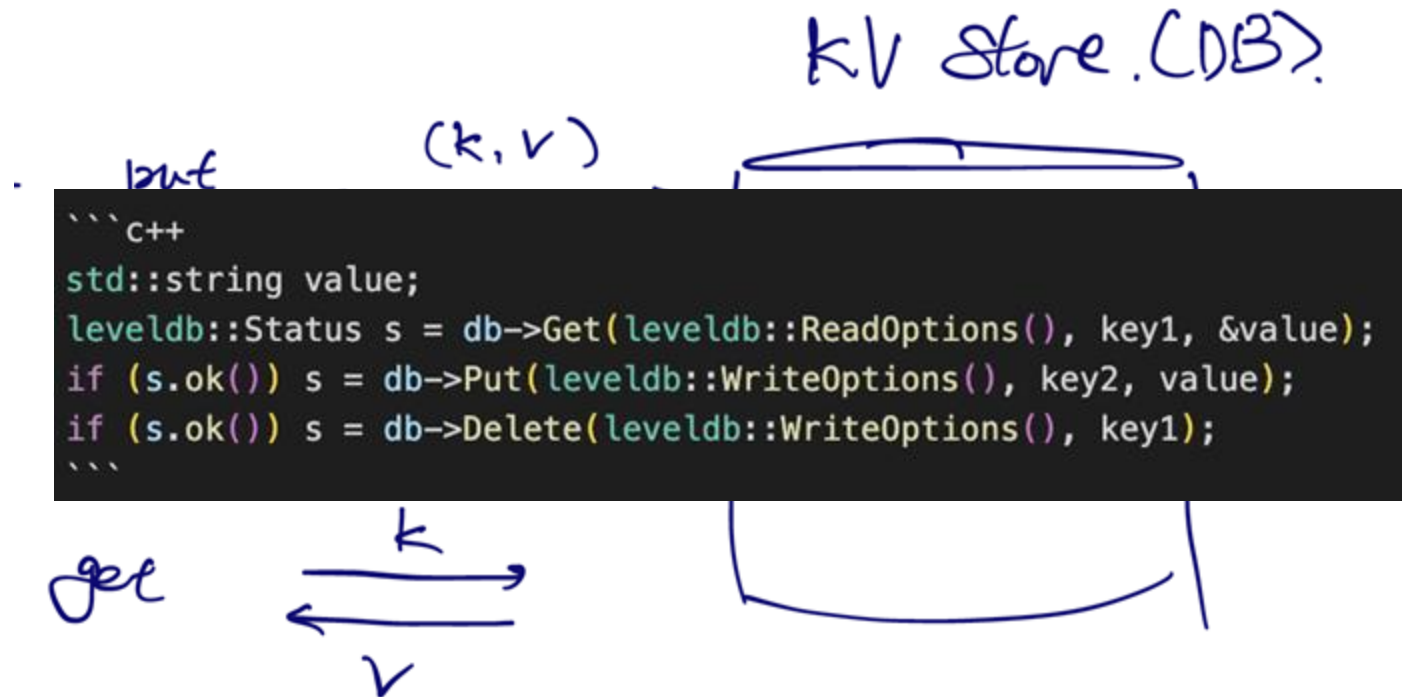 KV Store. (DB).
(k, v)
put
```c++
std::string value;
leveldb::Status s = db->Get(leveldb::ReadOptions(), key1, &value);
if (s.ok()) s = db->Put(leveldb::WriteOptions(), key2, value);
if (s.ok()) s = db->Delete(leveldb::WriteOptions(), key1);
```
k
get
v